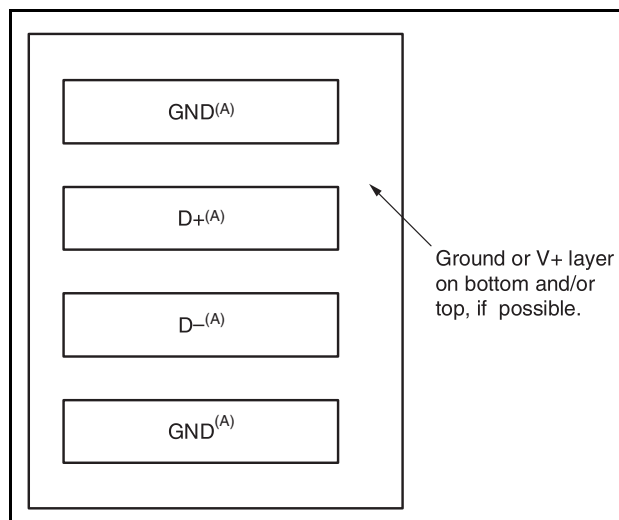 GND(A)
D+(A)
D–(A)
GND(A)
Ground or V+ layer
on bottom and/or
top, if possible.